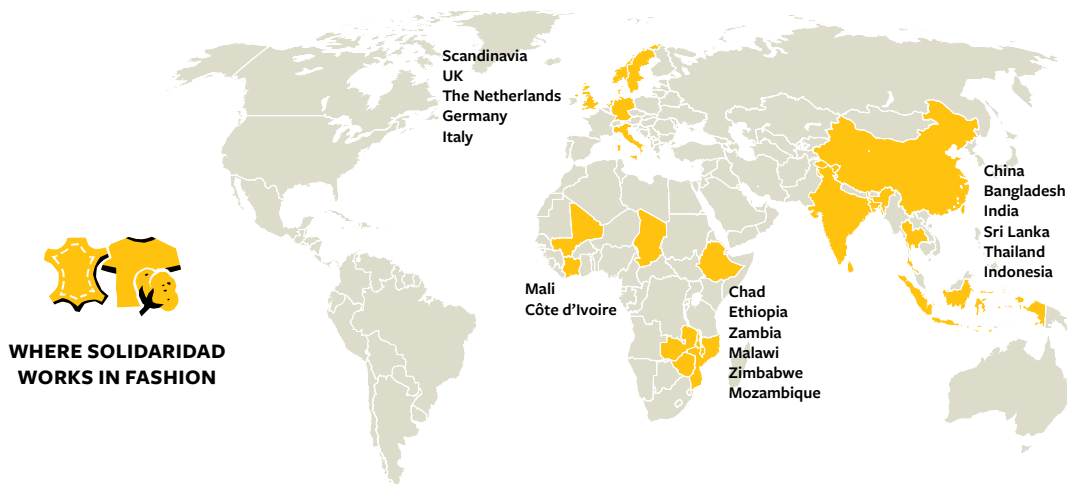 Scandinavia
UK
The Netherlands
Germany
Italy
China
Bangladesh
India
Sri Lanka
Thailand
Indonesia
Mali
Côte d’Ivoire
Chad
Ethiopia
Zambia
Malawi
Zimbabwe
Mozambique
WHERE SOLIDARIDAD
WORKS IN FASHION